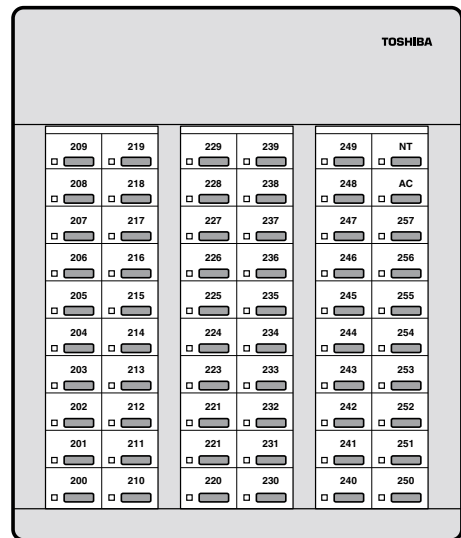 TOSHIBA
209 219 229 239 249 NT
208 218 228 238 248 AC
207 217 227 237 247 257
206 216 226 236 246 256
205 215 225 235 245 255
204 214 224 234 244 254
203 213 223 233 243 253
202 212 221 232 242 252
201 211 221 231 241 251
200 210 220 230 240 250